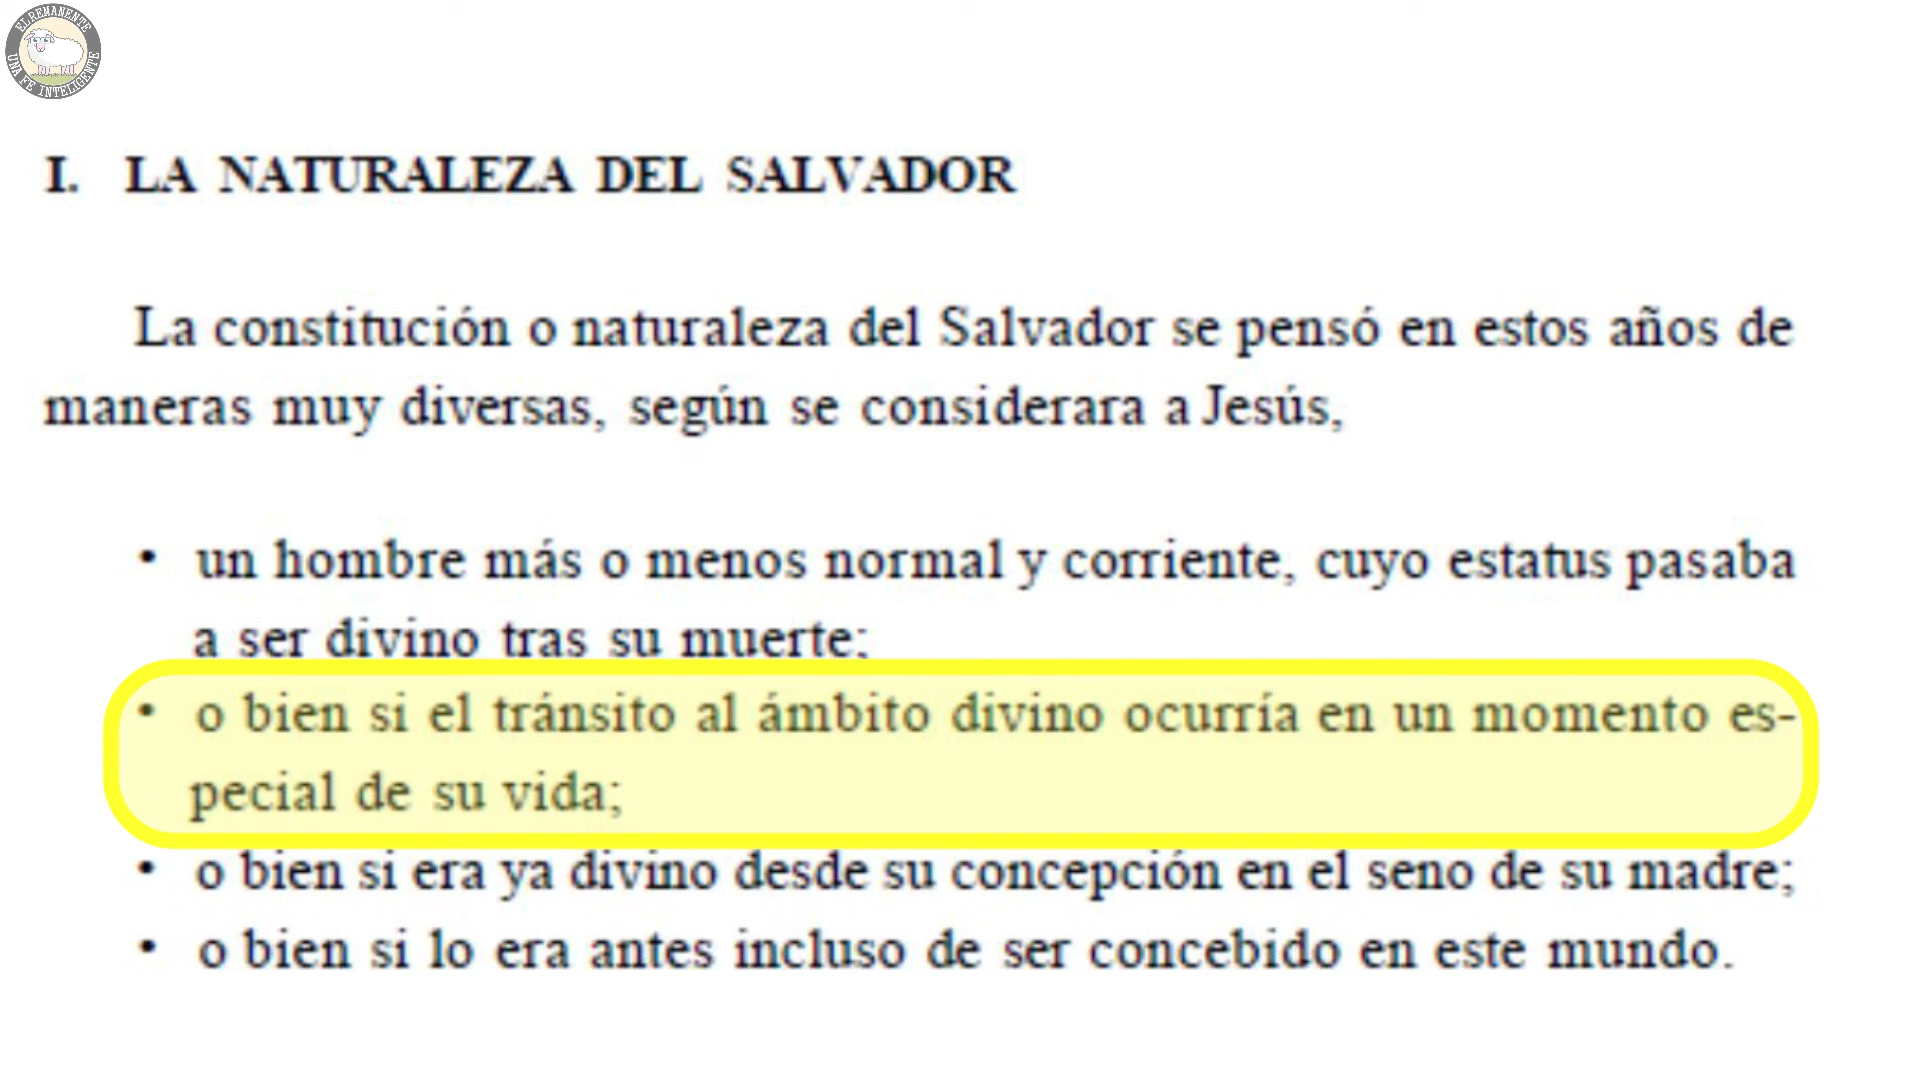 ELREMANENTE
UNA FE INTELIGENTE
I. LA NATURALEZA DEL SALVADOR
La constitución o naturaleza del Salvador se pensó en estos años de
maneras muy diversas, según se considerara a Jesús,
• un hombre más o menos normal y corriente, cuyo estatus pasaba
a ser divino tras su muerte;
• o bien si el tránsito al ámbito divino ocurría en un momento es-
pecial de su vida;
• o bien si era ya divino desde su concepción en el seno de su madre;
• o bien si lo era antes incluso de ser concebido en este mundo.